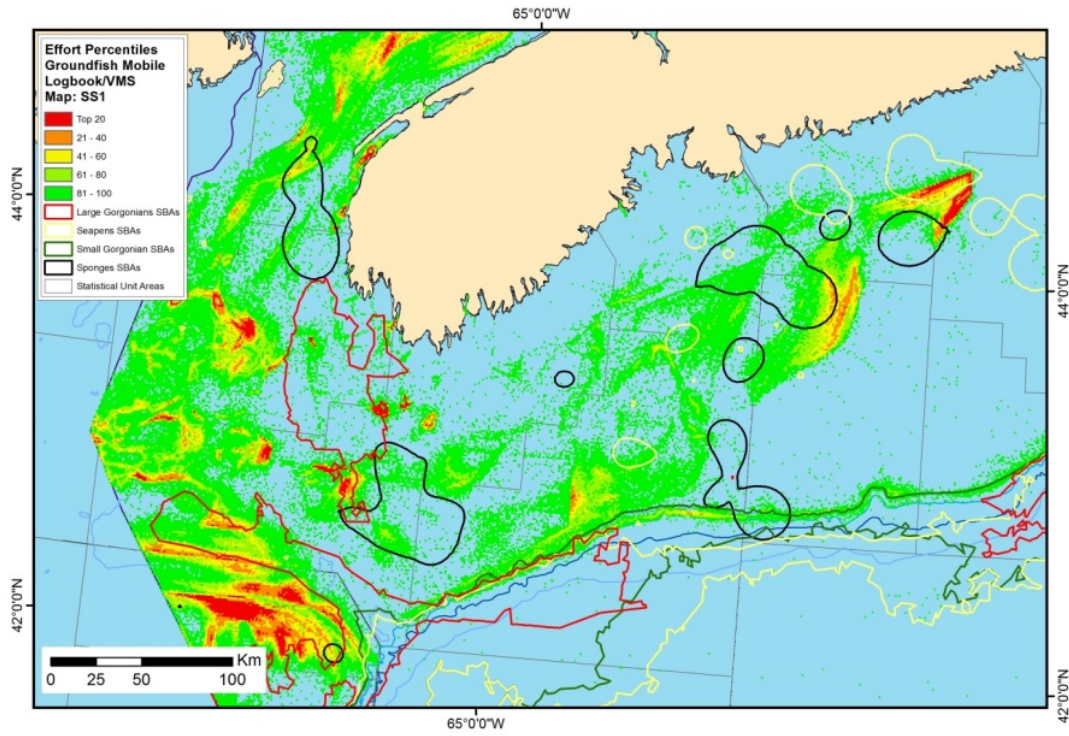 65°0'0"W
Effort Percentiles
Groundfish Mobile
Logbook/VMS
Map: SS1
Top 20
21 - 40
41 - 60
61 - 80
81 - 100
Large Gorgonians SBAs
Seapens SBAs
Small Gorgonian SBAs
Sponges SBAs
Statistical Unit Areas
44°0'0"N
44°0'0"N
42°0'0"N
42°0'0"N
Km
0 25 50 100
65°0'0"W